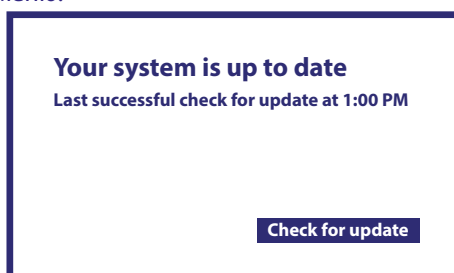 Your system is up to date
Last successful check for update at 1:00 PM
Check for update